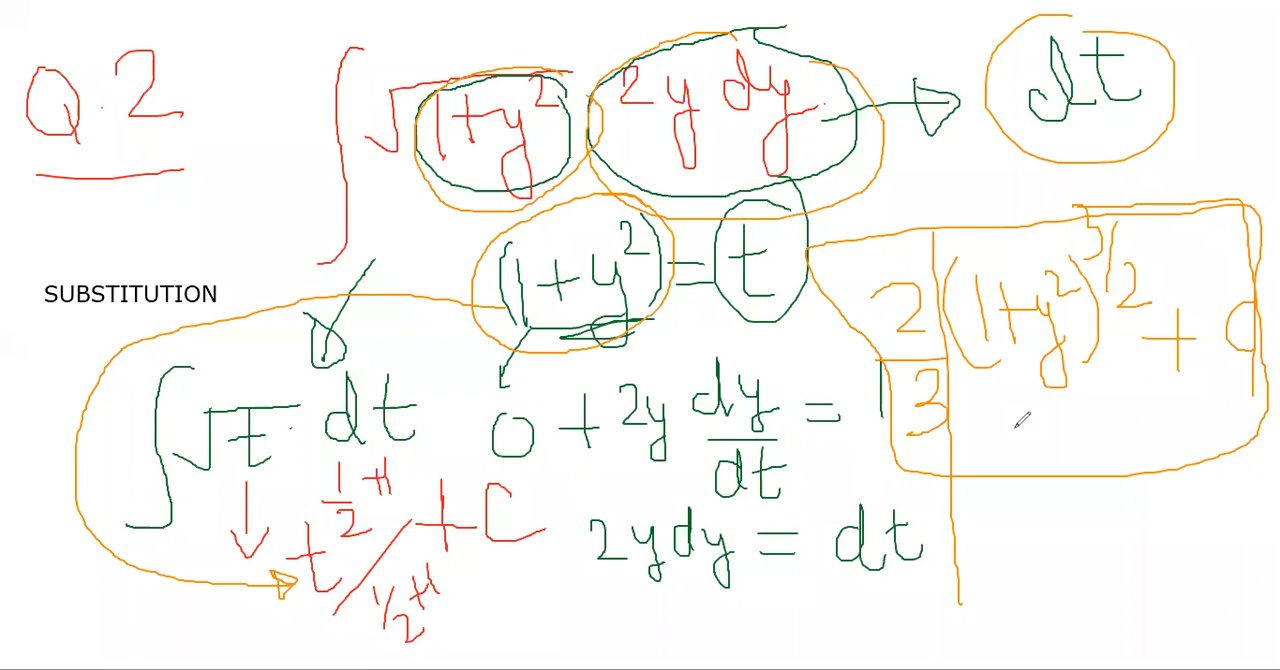 Q.2
∫ √(1+y²) 2y dy → dt
(1+y²) = t
SUBSTITUTION
∫ √t . dt
0 + 2y dy/dt = 1
2/3 (1+y²)^3/2 + C
t^(1/2 +1) / 1/2 +1 + C
2y dy = dt